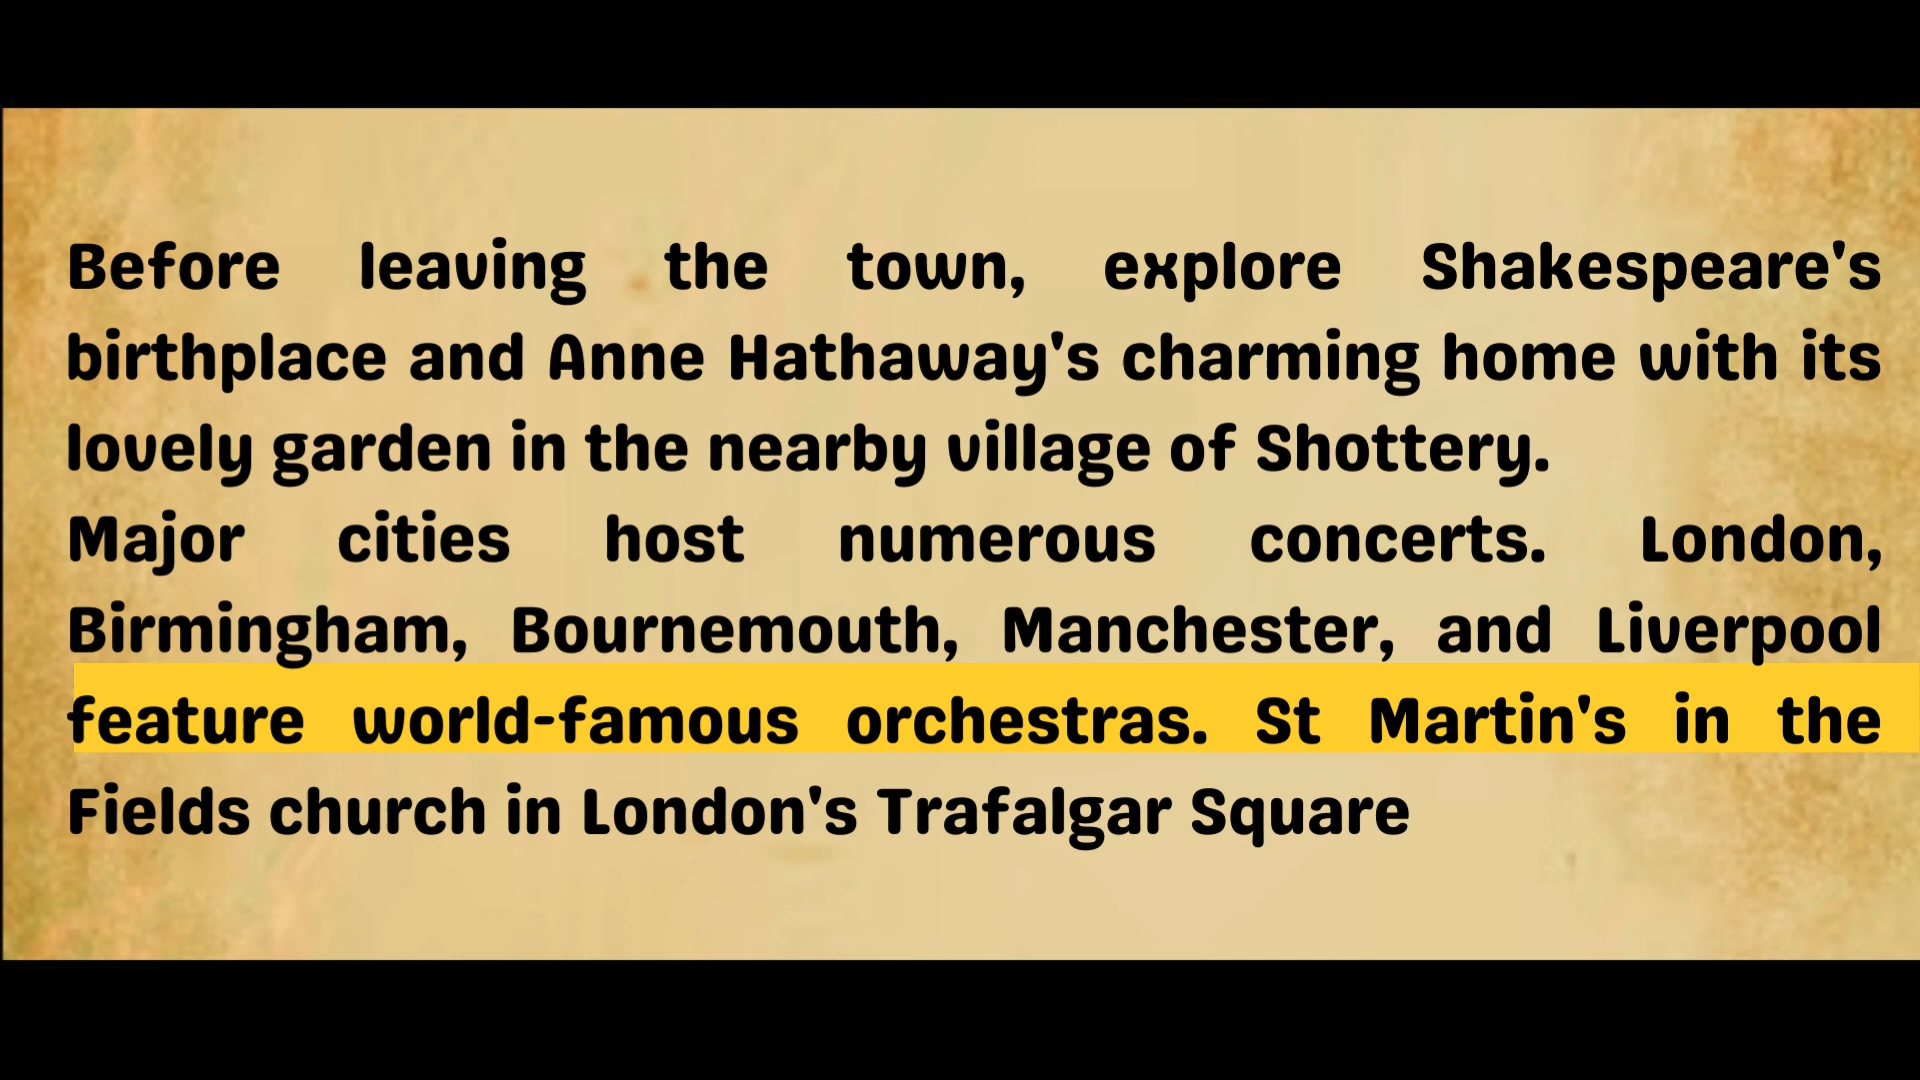 Before leaving the town, explore Shakespeare's
birthplace and Anne Hathaway's charming home with its
lovely garden in the nearby village of Shottery.
Major cities host numerous concerts. London,
Birmingham, Bournemouth, Manchester, and Liverpool
feature world-famous orchestras. St Martin's in the
Fields church in London's Trafalgar Square